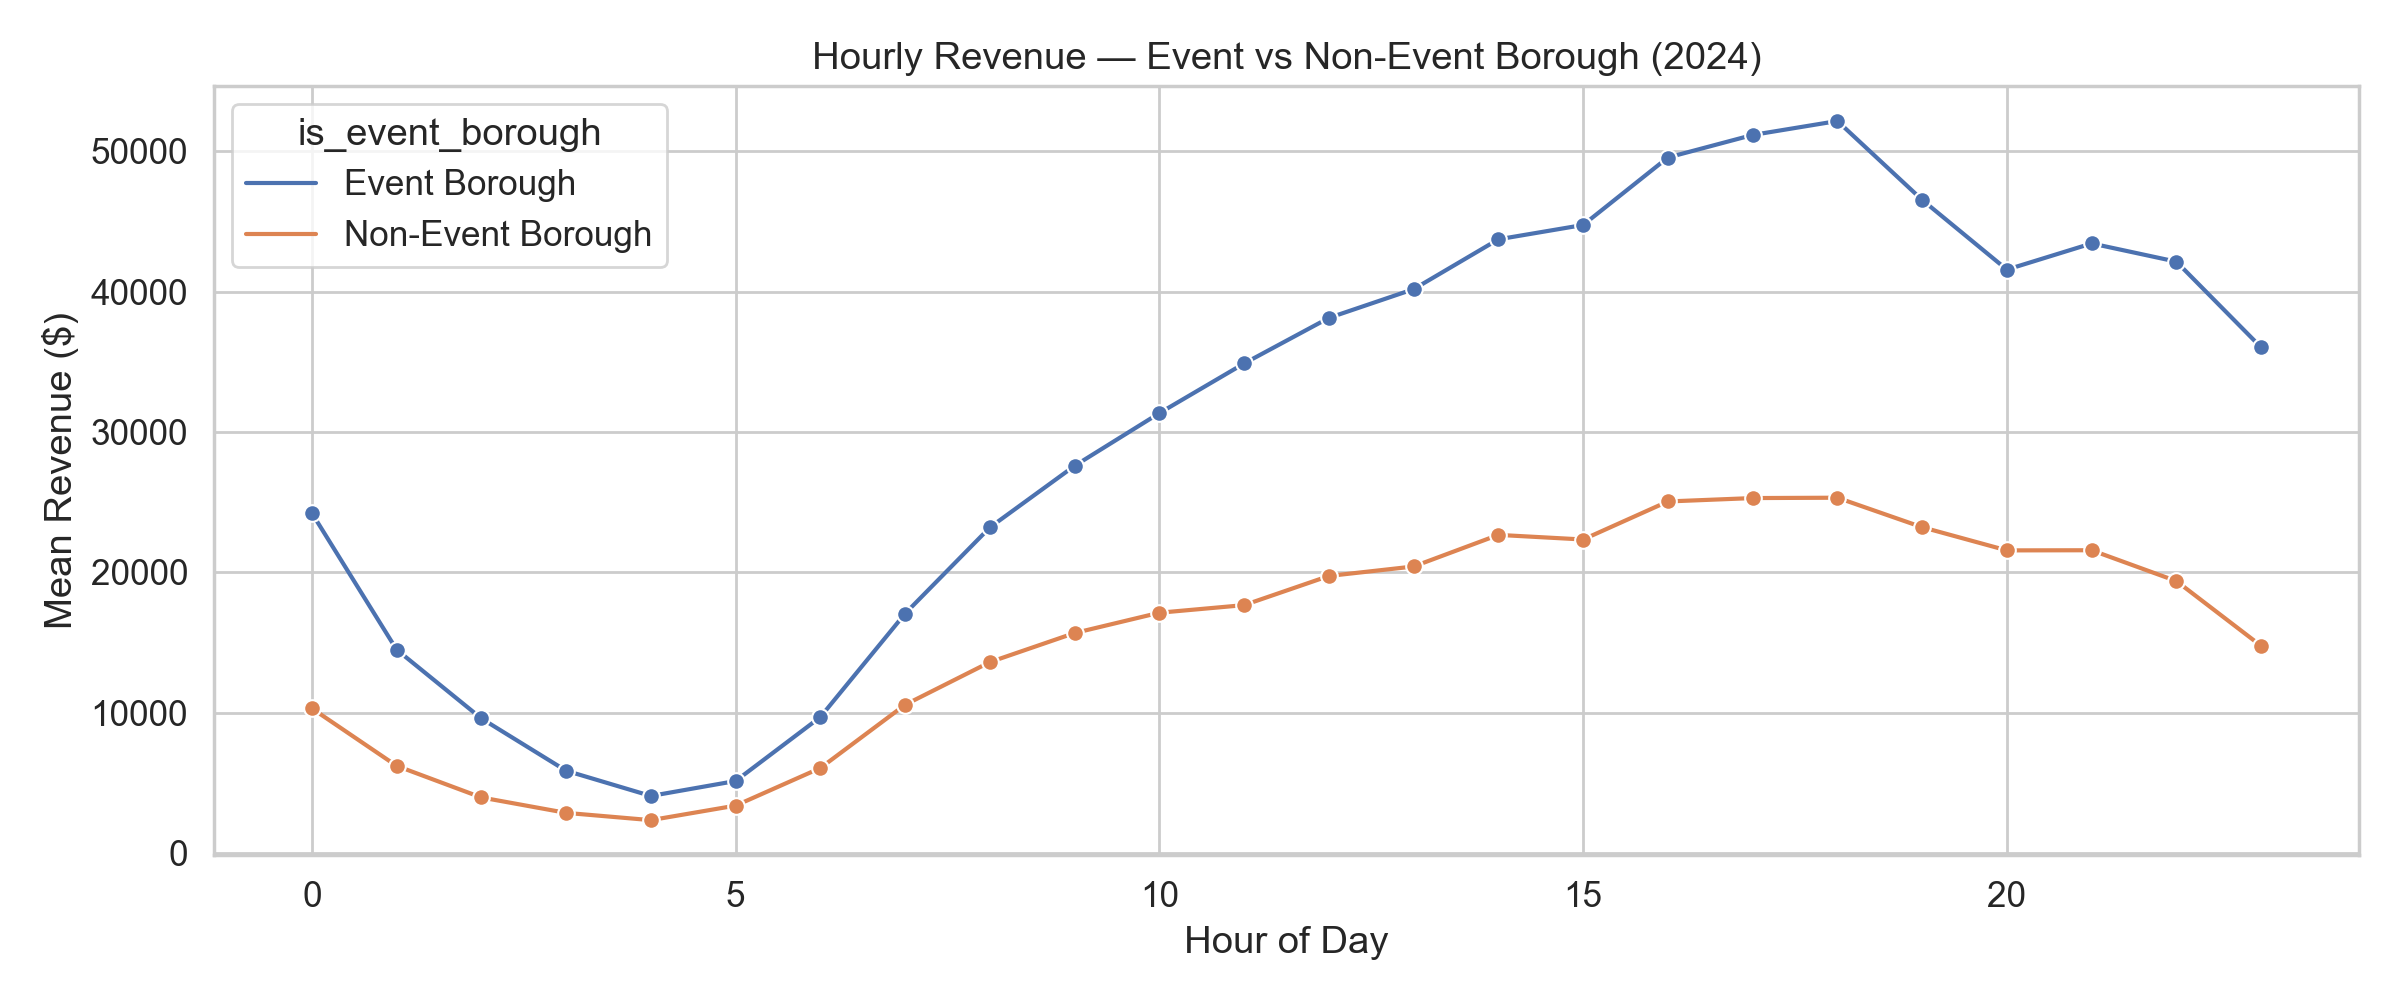 Hourly Revenue — Event vs Non-Event Borough (2024)
is_event_borough
Event Borough
Non-Event Borough
Mean Revenue ($)
50000
40000
30000
20000
10000
0
0 5 10 15 20
Hour of Day